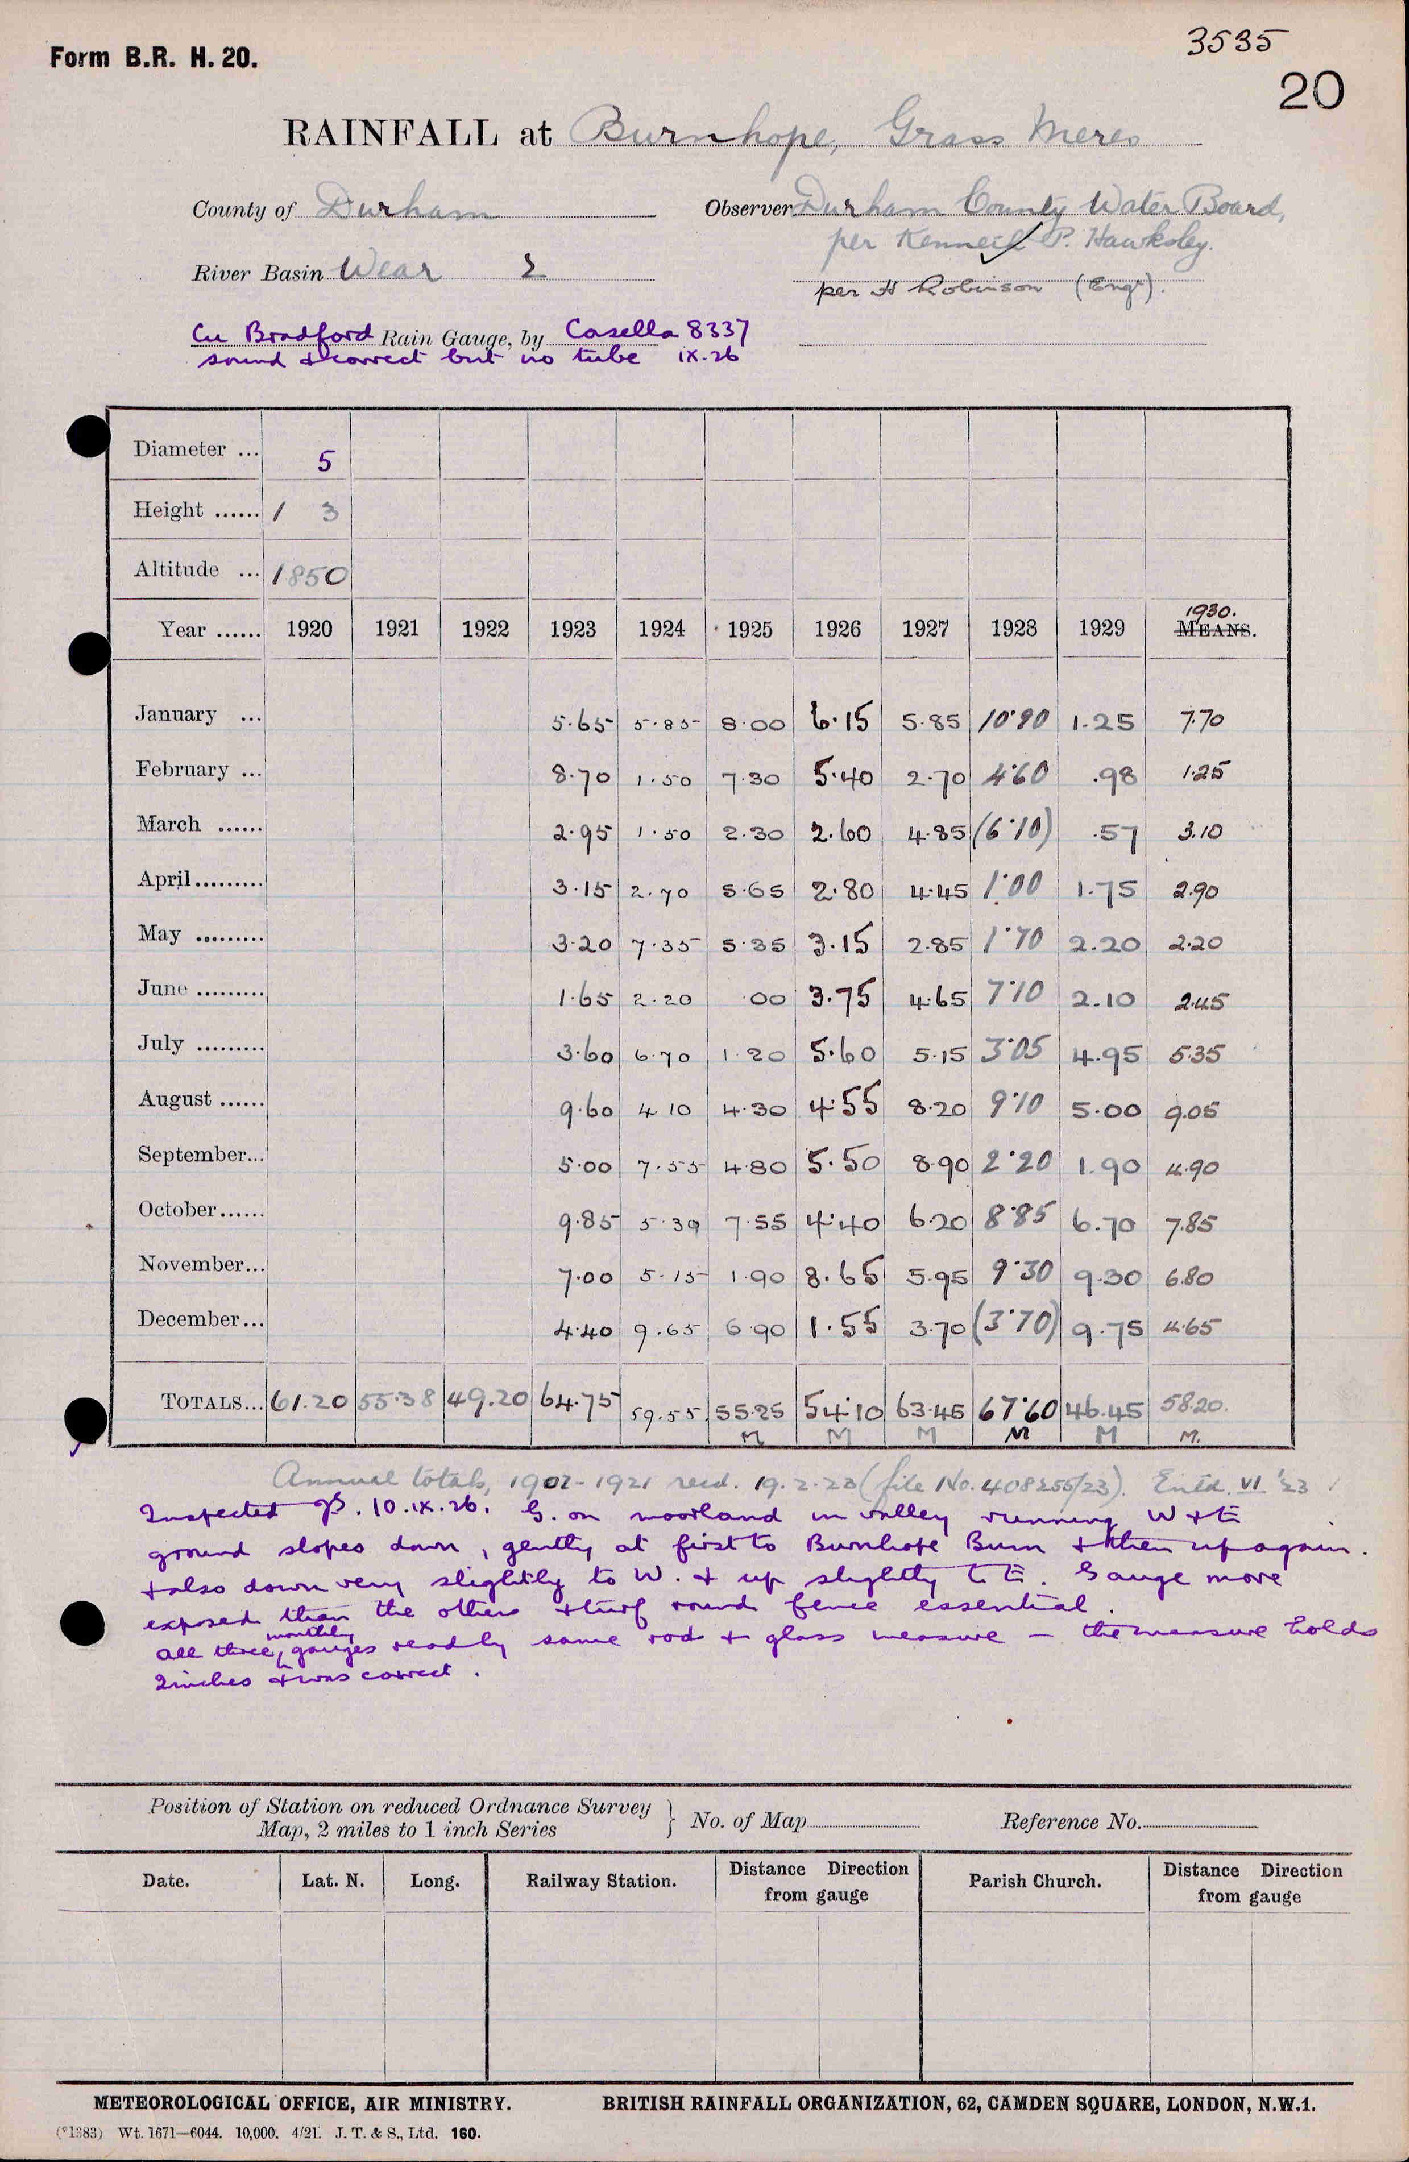 Form B.R. H. 20.
3535
20
RAINFALL at Burnhope, Grass Meres
County of Durham
Observer Durham County Water Board,
per Kenneth P. Hawksley.
River Basin Wear 2
per H Robinson (Engr).
Cu Bradford Rain Gauge, by Casella 8337
sound & correct but no tube ix.26
Diameter ... 5
Height ...... 1 3
Altitude ... 1850
1930.
Year ...... 1920 1921 1922 1923 1924 1925 1926 1927 1928 1929 MEANS.
January ... 5.65 5.85 8.00 6.15 5.85 10.90 1.25 7.70
February ... 8.70 1.50 7.30 5.40 2.70 4.60 .98 1.25
March ...... 2.95 1.50 2.30 2.60 4.85 (6.10) .57 3.10
April......... 3.15 2.70 5.65 2.80 4.45 1.00 1.75 2.90
May ......... 3.20 7.35 5.35 3.15 2.85 1.70 2.20 2.20
June ......... 1.65 2.20 .00 3.75 4.65 7.10 2.10 2.45
July ......... 3.60 6.70 1.20 5.60 5.15 3.05 4.95 5.35
August ...... 9.60 4.10 4.30 4.55 8.20 9.10 5.00 9.05
September... 5.00 7.55 4.80 5.50 8.90 2.20 1.90 4.90
October...... 9.85 5.30 7.55 4.40 6.20 8.85 6.70 7.85
November... 7.00 5.15 1.90 8.65 5.95 9.30 9.30 6.80
December... 4.40 9.65 6.90 1.55 3.70 (3.70) 9.75 4.65
TOTALS... 61.20 55.38 49.20 64.75 59.55 55.25 54.10 63.45 67.60 46.45 58.20.
M M M M M M.
Annual totals, 1902-1921 recd. 19.2.23 (file No. 408255/23). Entd. VI '23
Inspected . 10.ix.26. G. on moorland in valley running W & E
ground slopes down, gently at first to Burnhope Burn & then up again.
& also down very slightly to W. & up slightly to E. Gauge more
exposed than the others & turf round fence essential.
monthly
All three gauges read by same rod & glass measure – the measure holds
2 inches & was correct.
Position of Station on reduced Ordnance Survey
Map, 2 miles to 1 inch Series } No. of Map Reference No.
Date. Lat. N. Long. Railway Station. Distance Direction from gauge Parish Church. Distance Direction from gauge
METEOROLOGICAL OFFICE, AIR MINISTRY. BRITISH RAINFALL ORGANIZATION, 62, CAMDEN SQUARE, LONDON, N.W.1.
(*1383) Wt. 1671—6044. 10,000. 4/21. J. T. & S., Ltd. 160.